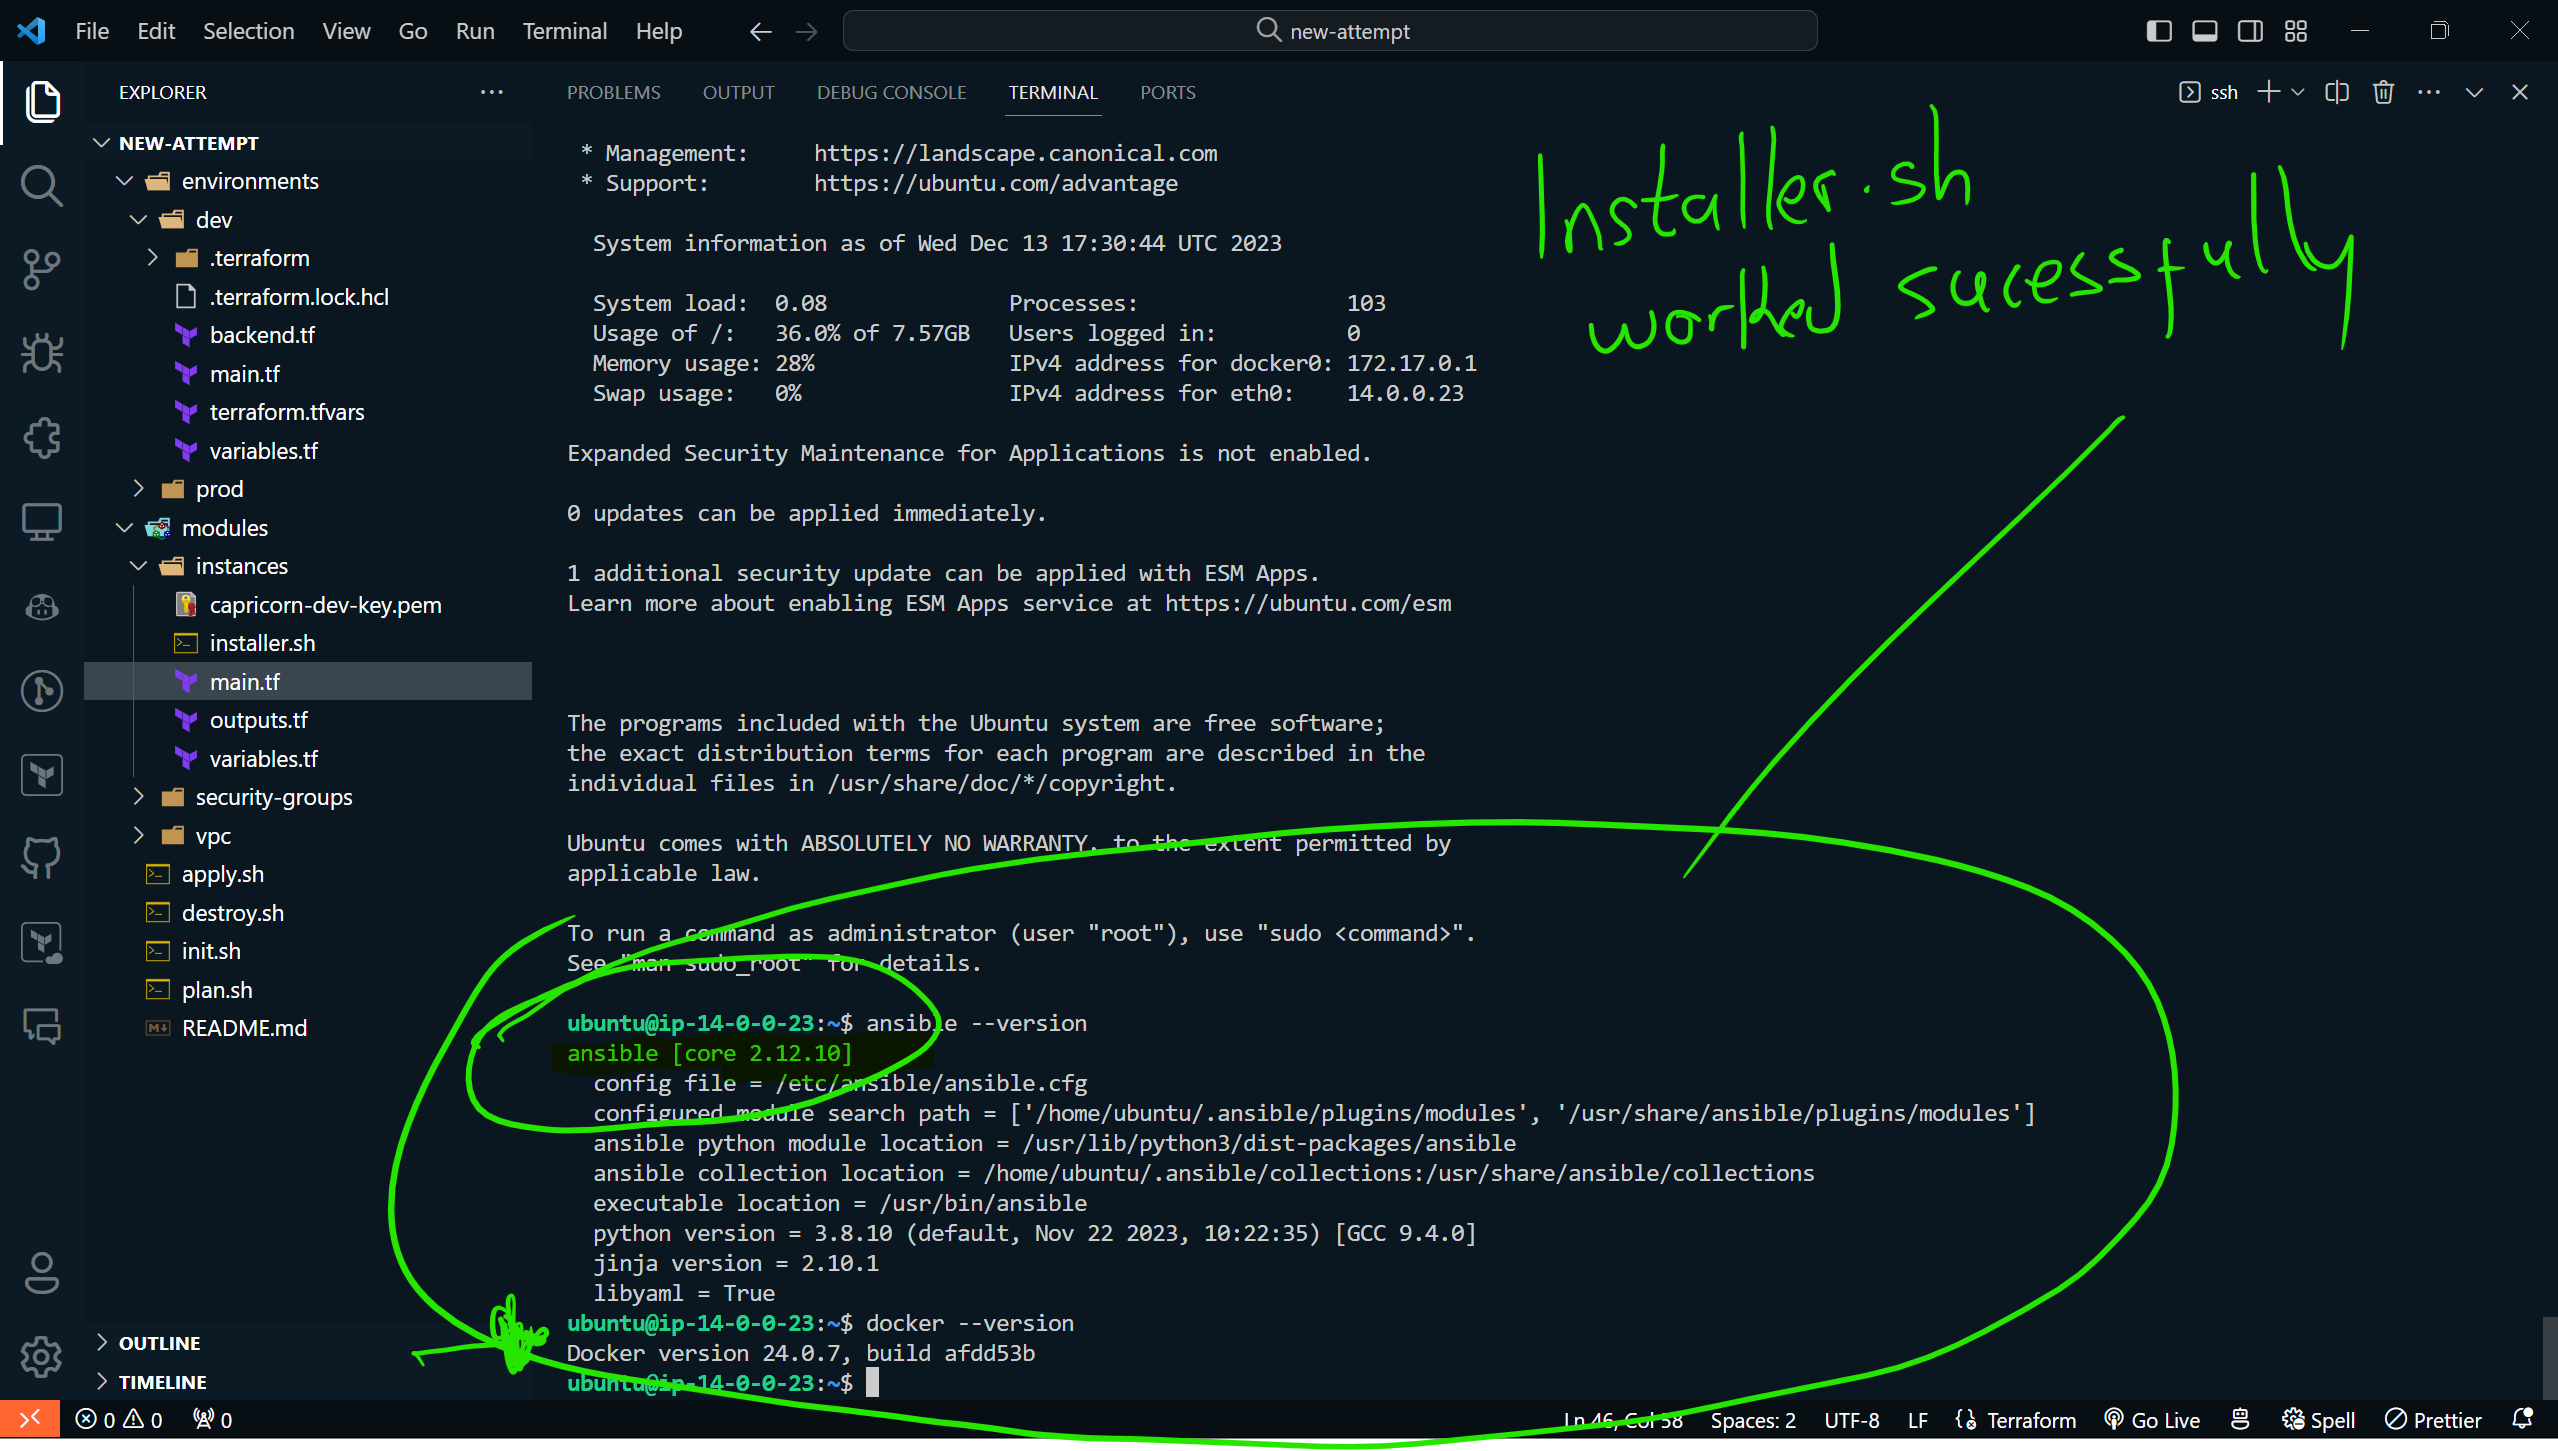 File Edit Selection View Go Run Terminal Help
new-attempt
EXPLORER
NEW-ATTEMPT
environments
dev
.terraform
.terraform.lock.hcl
backend.tf
main.tf
terraform.tfvars
variables.tf
prod
modules
instances
capricorn-dev-key.pem
installer.sh
main.tf
outputs.tf
variables.tf
security-groups
vpc
apply.sh
destroy.sh
init.sh
plan.sh
README.md
OUTLINE
TIMELINE
PROBLEMS OUTPUT DEBUG CONSOLE TERMINAL PORTS
ssh
* Management: https://landscape.canonical.com
* Support: https://ubuntu.com/advantage
System information as of Wed Dec 13 17:30:44 UTC 2023
System load: 0.08 Processes: 103
Usage of /: 36.0% of 7.57GB Users logged in: 0
Memory usage: 28% IPv4 address for docker0: 172.17.0.1
Swap usage: 0% IPv4 address for eth0: 14.0.0.23
Expanded Security Maintenance for Applications is not enabled.
0 updates can be applied immediately.
1 additional security update can be applied with ESM Apps.
Learn more about enabling ESM Apps service at https://ubuntu.com/esm
The programs included with the Ubuntu system are free software;
the exact distribution terms for each program are described in the
individual files in /usr/share/doc/*/copyright.
Ubuntu comes with ABSOLUTELY NO WARRANTY, to the extent permitted by
applicable law.
To run a command as administrator (user "root"), use "sudo <command>".
See "man sudo_root" for details.
ubuntu@ip-14-0-0-23:~$ ansible --version
ansible [core 2.12.10]
config file = /etc/ansible/ansible.cfg
configured module search path = ['/home/ubuntu/.ansible/plugins/modules', '/usr/share/ansible/plugins/modules']
ansible python module location = /usr/lib/python3/dist-packages/ansible
ansible collection location = /home/ubuntu/.ansible/collections:/usr/share/ansible/collections
executable location = /usr/bin/ansible
python version = 3.8.10 (default, Nov 22 2023, 10:22:35) [GCC 9.4.0]
jinja version = 2.10.1
libyaml = True
ubuntu@ip-14-0-0-23:~$ docker --version
Docker version 24.0.7, build afdd53b
ubuntu@ip-14-0-0-23:~$
Installer.sh
worked sucessfully
0 0 0 Ln 46, Col 58 Spaces: 2 UTF-8 LF Terraform Go Live Spell Prettier